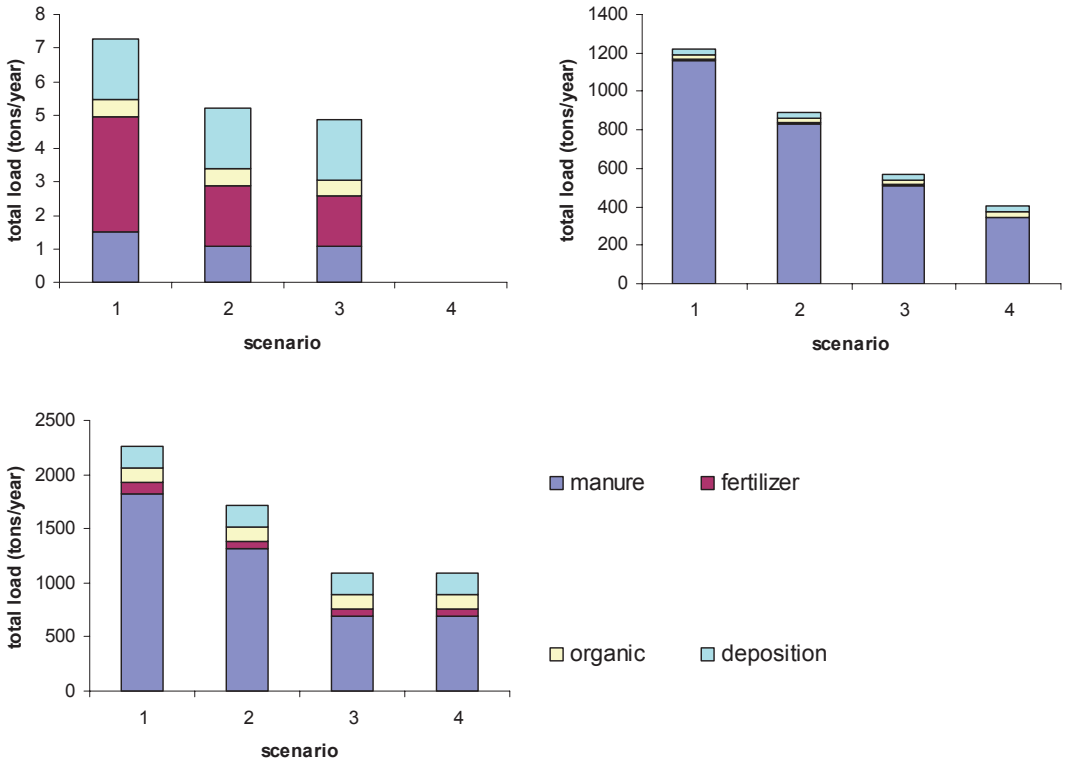 8
7
6
5
4
3
2
1
0
total load (tons/year)
1 2 3 4
scenario
1400
1200
1000
800
600
400
200
0
total load (tons/year)
1 2 3 4
scenario
2500
2000
1500
1000
500
0
total load (tons/year)
1 2 3 4
scenario
manure fertilizer
organic deposition